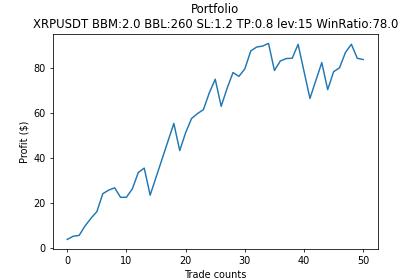 Portfolio
XRPUSDT BBM:2.0 BBL:260 SL:1.2 TP:0.8 lev:15 WinRatio:78.0
80
60
40
20
0
Profit ($)
0 10 20 30 40 50
Trade counts